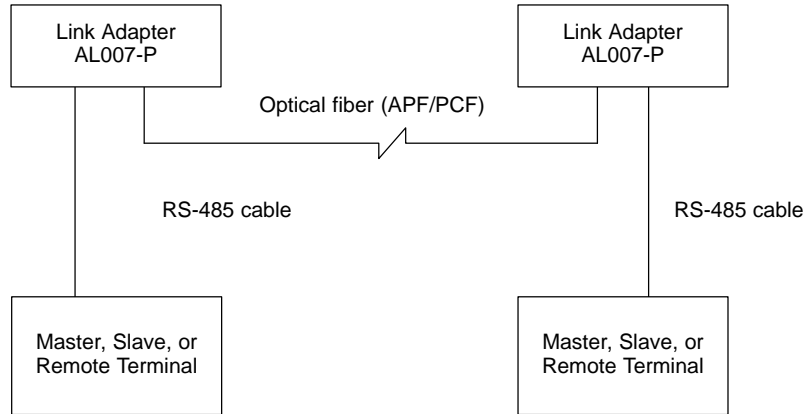 Link Adapter
AL007-P
Link Adapter
AL007-P
Optical fiber (APF/PCF)
RS-485 cable
RS-485 cable
Master, Slave, or
Remote Terminal
Master, Slave, or
Remote Terminal